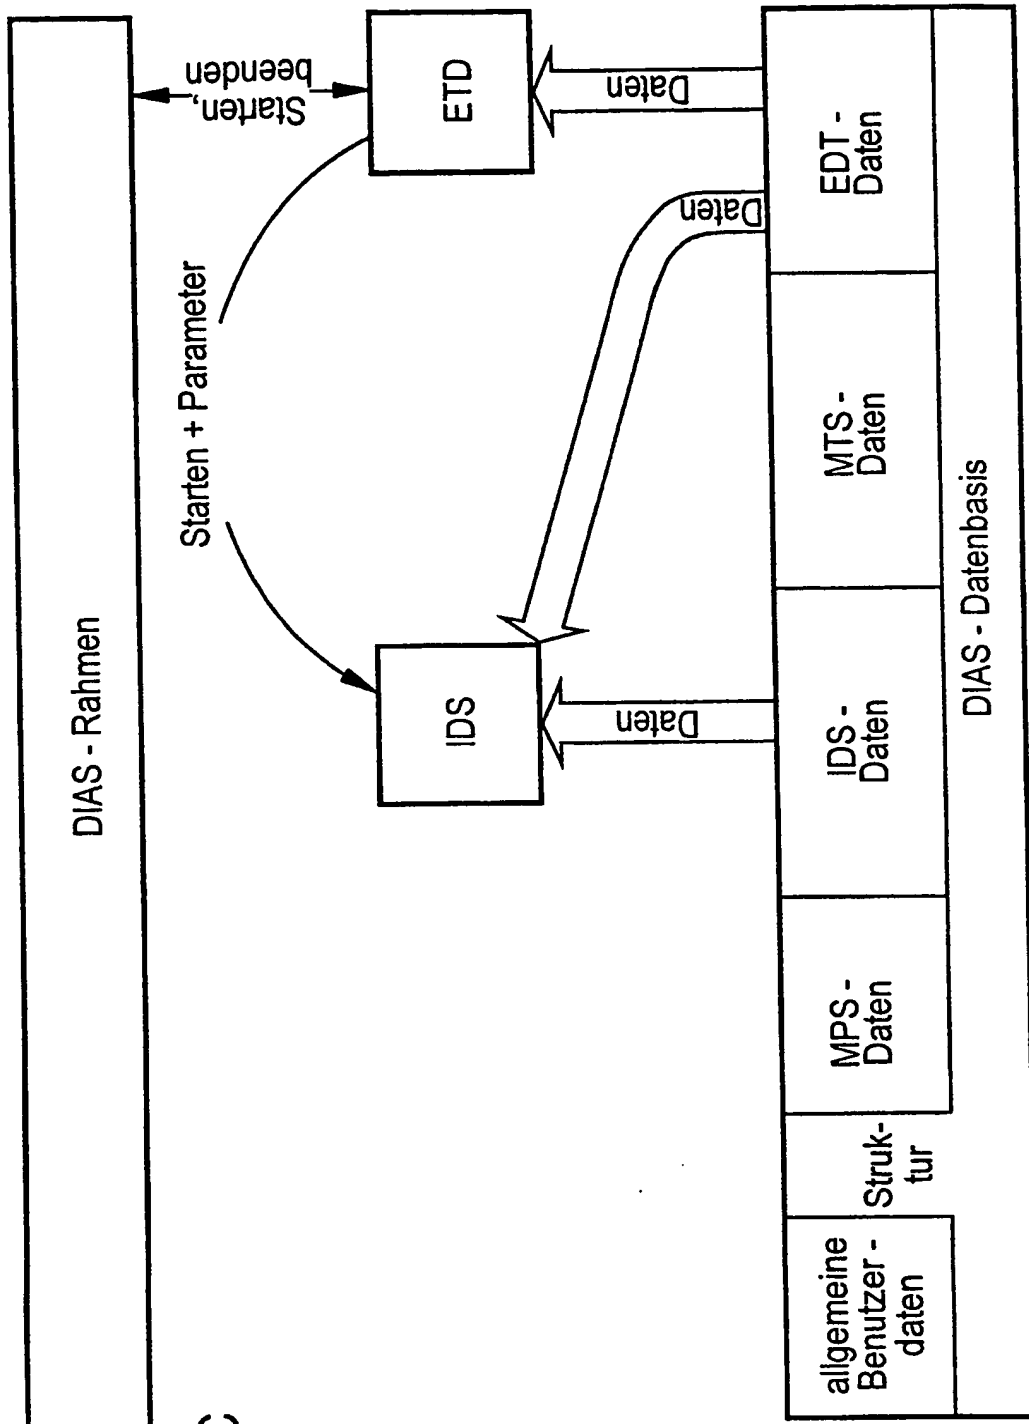 DIAS - Rahmen
Starten + Parameter
Starten,
beenden
IDS
ETD
Daten
Daten
Daten
allgemeine
Benutzer -
daten
Struk-
tur
MPS -
Daten
IDS -
Daten
MTS -
Daten
EDT -
Daten
DIAS - Datenbasis